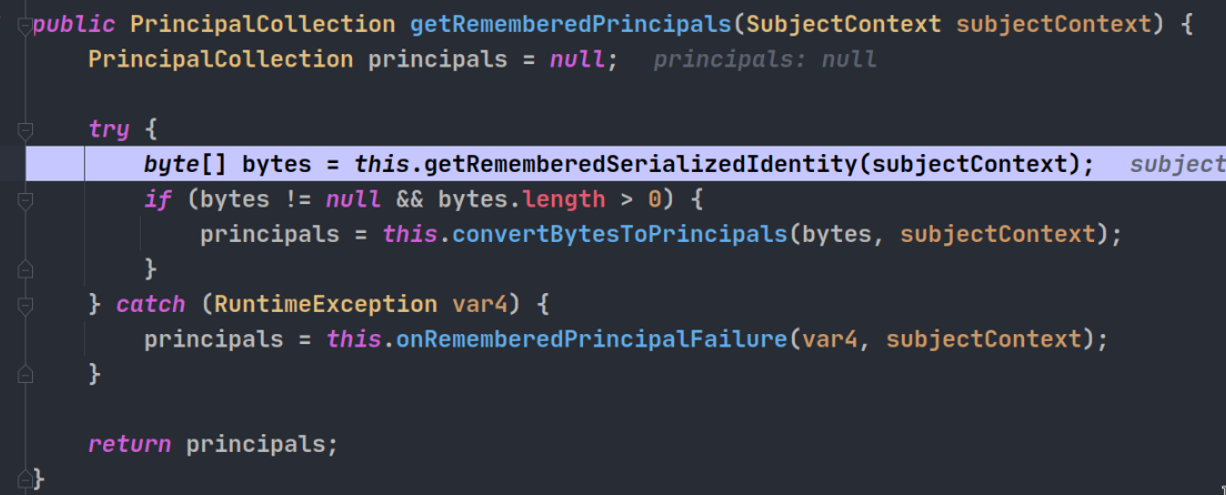 public PrincipalCollection getRememberedPrincipals(SubjectContext subjectContext) {
PrincipalCollection principals = null;   principals: null
try {
byte[] bytes = this.getRememberedSerializedIdentity(subjectContext);   subject
if (bytes != null && bytes.length > 0) {
principals = this.convertBytesToPrincipals(bytes, subjectContext);
}
} catch (RuntimeException var4) {
principals = this.onRememberedPrincipalFailure(var4, subjectContext);
}
return principals;
}